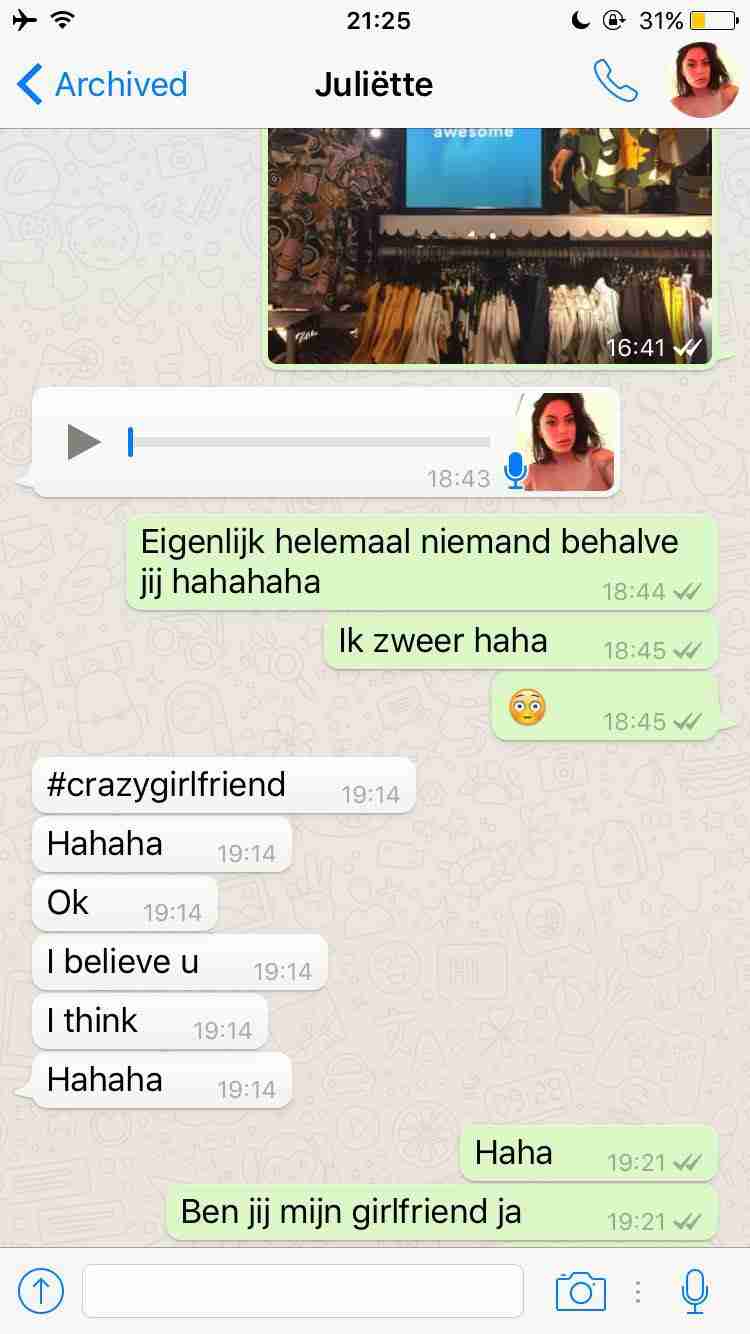 21:25
31%
Archived
Juliëtte
awesome
16:41
18:43
Eigenlijk helemaal niemand behalve
jij hahahaha
18:44
Ik zweer haha
18:45
18:45
#crazygirlfriend
19:14
Hahaha
19:14
Ok
19:14
I believe u
19:14
I think
19:14
Hahaha
19:14
Haha
19:21
Ben jij mijn girlfriend ja
19:21